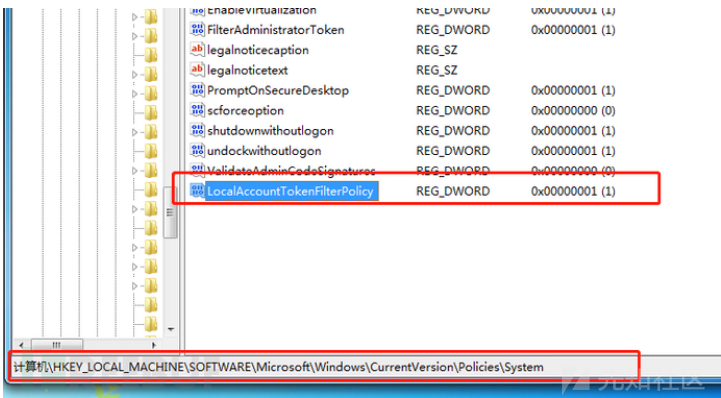 EnableVirtualization REG_DWORD 0x00000001 (1)
FilterAdministratorToken REG_DWORD 0x00000001 (1)
legalnoticecaption REG_SZ
legalnoticetext REG_SZ
PromptOnSecureDesktop REG_DWORD 0x00000001 (1)
scforceoption REG_DWORD 0x00000000 (0)
shutdownwithoutlogon REG_DWORD 0x00000001 (1)
undockwithoutlogon REG_DWORD 0x00000001 (1)
ValidateAdminCodeSignatures REG_DWORD 0x00000000 (0)
LocalAccountTokenFilterPolicy REG_DWORD 0x00000001 (1)
计算机\HKEY_LOCAL_MACHINE\SOFTWARE\Microsoft\Windows\CurrentVersion\Policies\System
先知社区